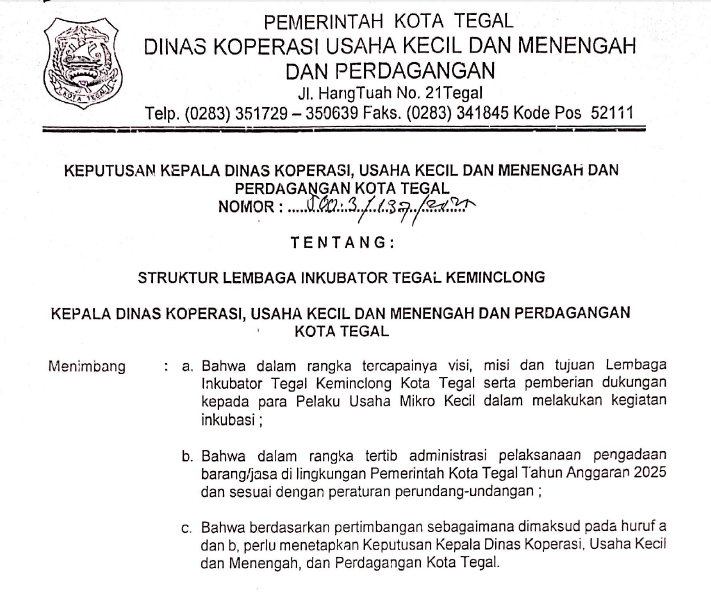 PEMERINTAH KOTA TEGAL
DINAS KOPERASI USAHA KECIL DAN MENENGAH
DAN PERDAGANGAN
Jl. HangTuah No. 21Tegal
Telp. (0283) 351729 – 350639 Faks. (0283) 341845 Kode Pos 52111
KOTA TEGAL
KEPUTUSAN KEPALA DINAS KOPERASI, USAHA KECIL DAN MENENGAH DAN
PERDAGANGAN KOTA TEGAL
NOMOR : 500.3/137/2025
T E N T A N G :
STRUKTUR LEMBAGA INKUBATOR TEGAL KEMINCLONG
KEPALA DINAS KOPERASI, USAHA KECIL DAN MENENGAH DAN PERDAGANGAN
KOTA TEGAL
Menimbang : a. Bahwa dalam rangka tercapainya visi, misi dan tujuan Lembaga
Inkubator Tegal Keminclong Kota Tegal serta pemberian dukungan
kepada para Pelaku Usaha Mikro Kecil dalam melakukan kegiatan
inkubasi ;
b. Bahwa dalam rangka tertib administrasi pelaksanaan pengadaan
barang/jasa di lingkungan Pemerintah Kota Tegal Tahun Anggaran 2025
dan sesuai dengan peraturan perundang-undangan ;
c. Bahwa berdasarkan pertimbangan sebagaimana dimaksud pada huruf a
dan b, perlu menetapkan Keputusan Kepala Dinas Koperasi, Usaha Kecil
dan Menengah, dan Perdagangan Kota Tegal.